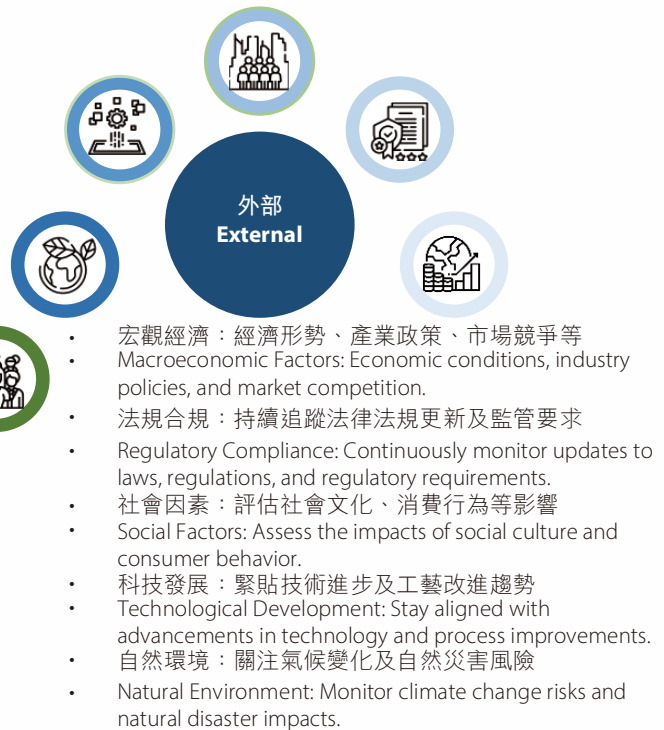 外部
External
• 宏觀經濟：經濟形勢、產業政策、市場競爭等
• Macroeconomic Factors: Economic conditions, industry
policies, and market competition.
• 法規合規：持續追蹤法律法規更新及監管要求
• Regulatory Compliance: Continuously monitor updates to
laws, regulations, and regulatory requirements.
• 社會因素：評估社會文化、消費行為等影響
• Social Factors: Assess the impacts of social culture and
consumer behavior.
• 科技發展：緊貼技術進步及工藝改進趨勢
• Technological Development: Stay aligned with
advancements in technology and process improvements.
• 自然環境：關注氣候變化及自然災害風險
• Natural Environment: Monitor climate change risks and
natural disaster impacts.